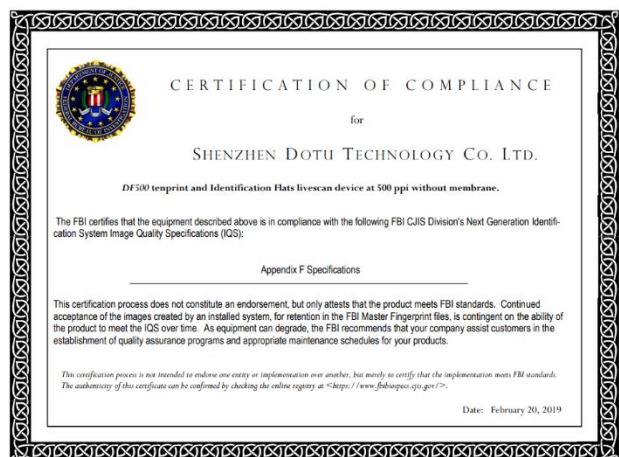 CERTIFICATION OF COMPLIANCE
for
SHENZHEN DOTU TECHNOLOGY CO. LTD.
DF500 tenprint and Identification Flats livescan device at 500 ppi without membrane.
The FBI certifies that the equipment described above is in compliance with the following FBI CJIS Division's Next Generation Identifi-
cation System Image Quality Specifications (IQS):
Appendix F Specifications
This certification process does not constitute an endorsement, but only attests that the product meets FBI standards. Continued
acceptance of the images created by an installed system, for retention in the FBI Master Fingerprint files, is contingent on the ability of
the product to meet the IQS over time. As equipment can degrade, the FBI recommends that your company assist customers in the
establishment of quality assurance programs and appropriate maintenance schedules for your products.
This certification process is not intended to endorse one entity or implementation over another, but merely to certify that the implementation meets FBI standards.
The authenticity of this certificate can be confirmed by checking the online registry at <https://www.fbibiospecs.cjis.gov/>.
Date: February 20, 2019